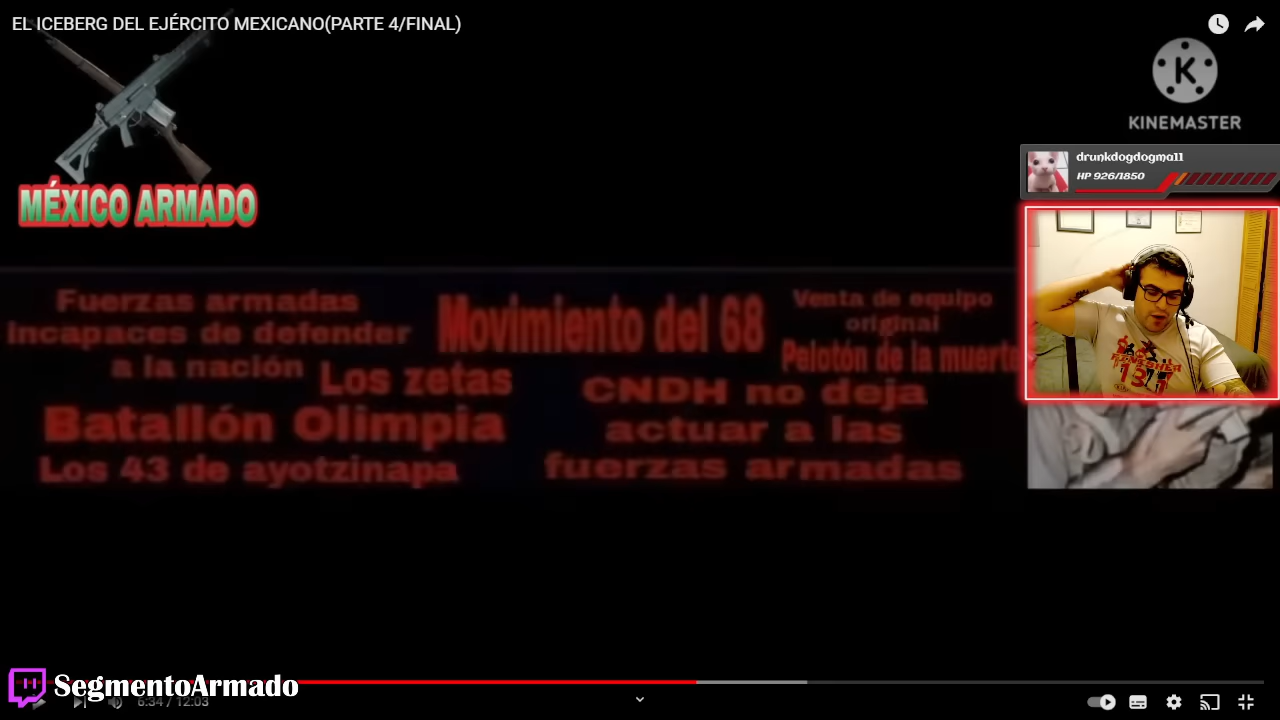 EL ICEBERG DEL EJÉRCITO MEXICANO(PARTE 4/FINAL)
K
KINEMASTER
MÉXICO ARMADO
drunkdogdogma11
HP 926/1850
Fuerzas armadas
incapaces de defender
a la nación
Movimiento del 68
Venta de equipo
original
Pelotón de la muerte
Los zetas
CNDH no deja
actuar a las
fuerzas armadas
Batallón Olimpia
Los 43 de ayotzinapa
1311
SegmentoArmado
6:34 / 12:03